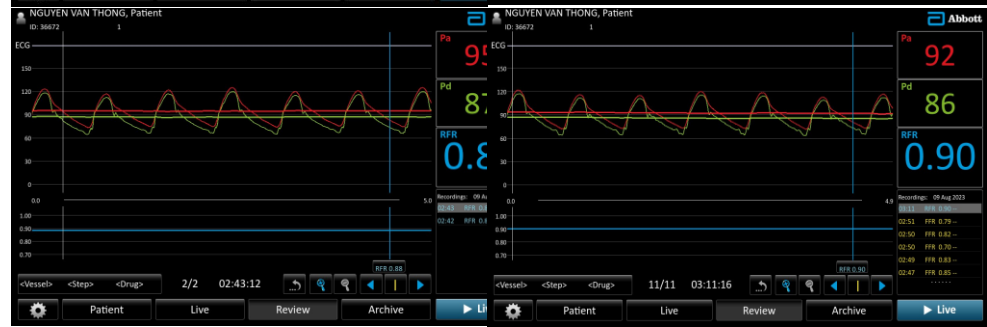 NGUYEN VAN THONG, Patient
ID: 36672 1
ECG
150
120
90
60
30
0
0.0 5.0
1.00
0.90
0.80
0.70
RFR 0.88
<Vessel> <Step> <Drug> 2/2 02:43:12
Patient Live Review Archive
Pa
95
Pd
87
RFR
0.8
Recordings: 09 Au
02:43 RFR 0.8
02:42 RFR 0.8
Li
NGUYEN VAN THONG, Patient
ID: 36672 1
Abbott
ECG
150
120
90
60
30
0
0.0 4.9
1.00
0.90
0.80
0.70
RFR 0.90
<Vessel> <Step> <Drug> 11/11 03:11:16
Patient Live Review Archive
Pa
92
Pd
86
RFR
0.90
Recordings: 09 Aug 2023
03:11 RFR 0.90 --
02:51 FFR 0.79 --
02:50 FFR 0.82 --
02:50 FFR 0.70 --
02:49 FFR 0.83 --
02:47 FFR 0.85 --
......
Live